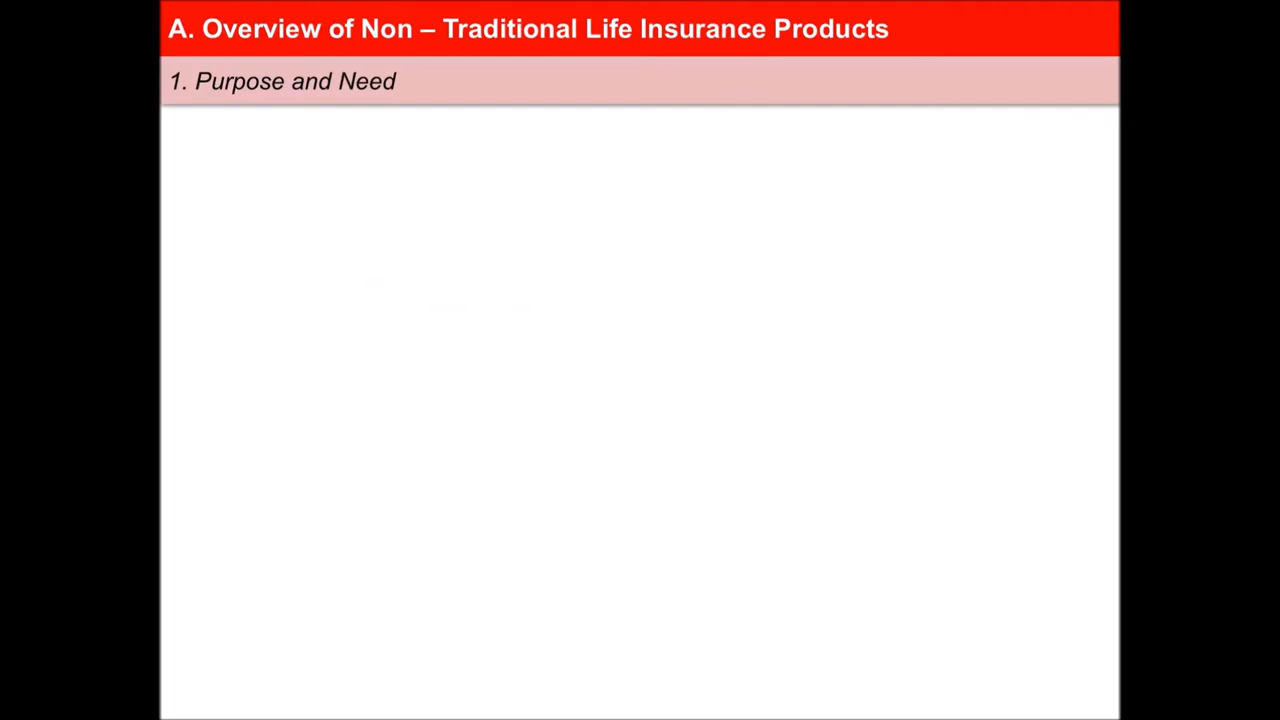 A. Overview of Non – Traditional Life Insurance Products
1. Purpose and Need